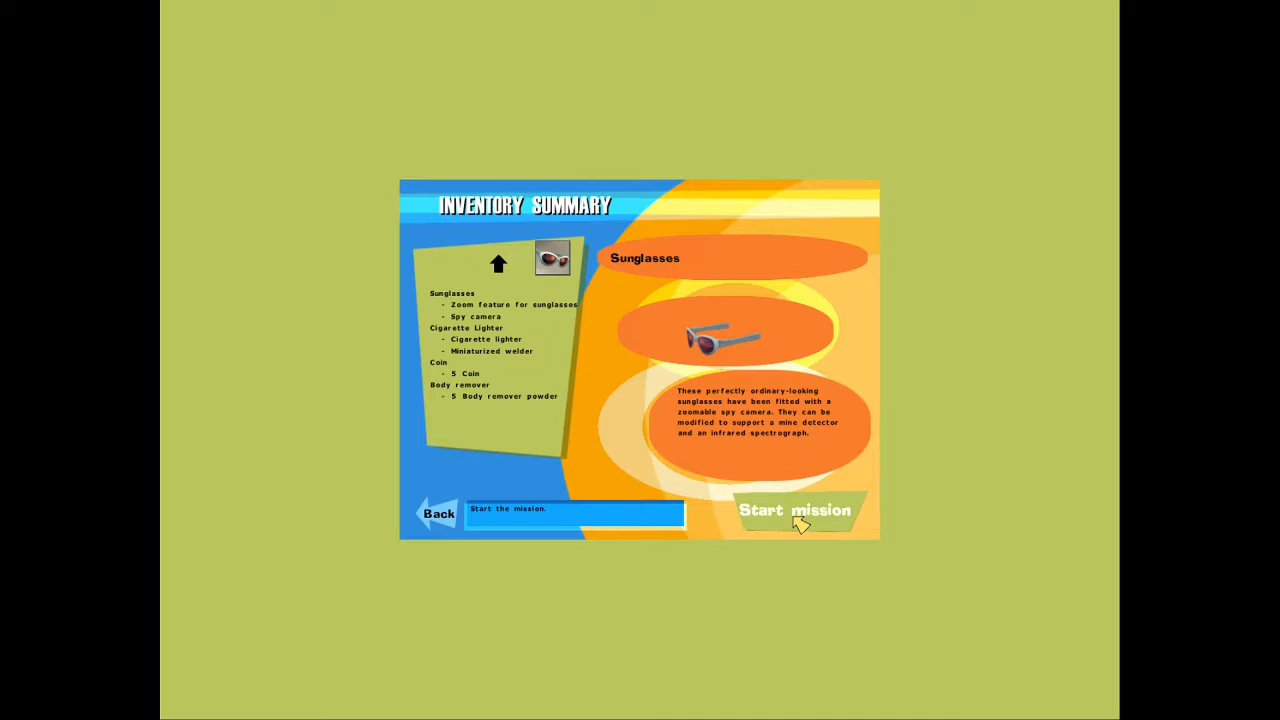 INVENTORY SUMMARY
Sunglasses
- Zoom feature for sunglasses
- Spy camera
Cigarette Lighter
- Cigarette lighter
- Miniaturized welder
Coin
- 5 Coin
Body remover
- 5 Body remover powder
Sunglasses
These perfectly ordinary-looking
sunglasses have been fitted with a
zoomable spy camera. They can be
modified to support a mine detector
and an infrared spectrograph.
Back
Start the mission.
Start mission